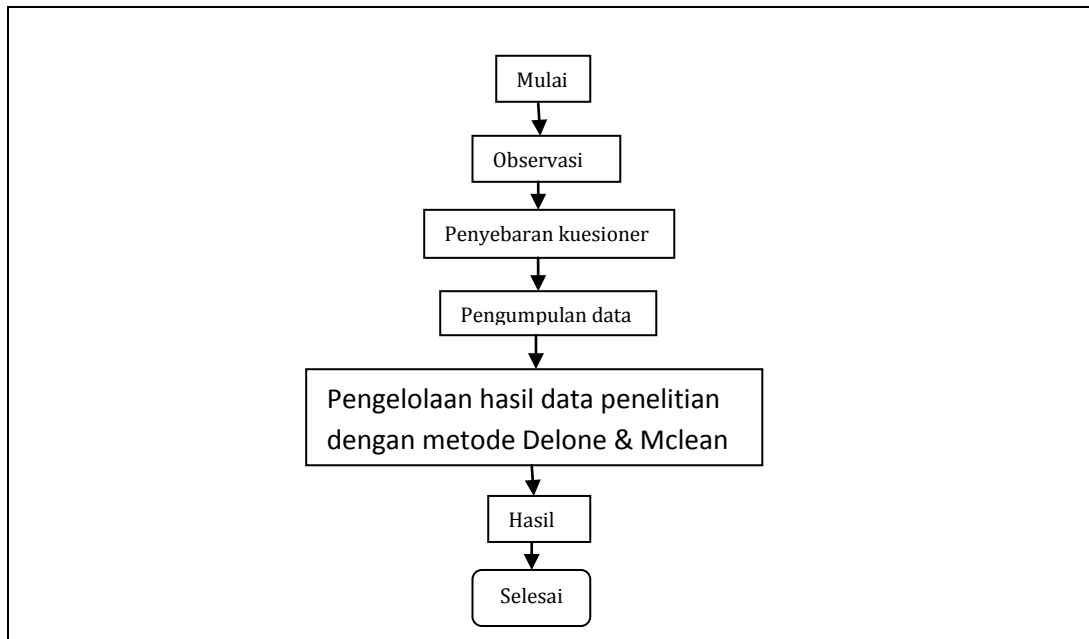 Mulai
Observasi
Penyebaran kuesioner
Pengumpulan data
Pengelolaan hasil data penelitian
dengan metode Delone & Mclean
Hasil
Selesai